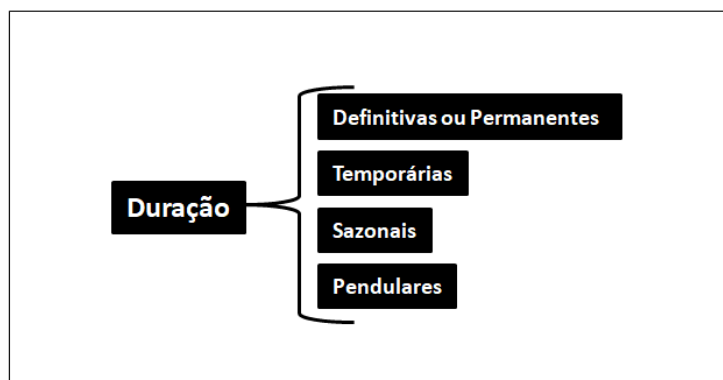 Duração
Definitivas ou Permanentes
Temporárias
Sazonais
Pendulares